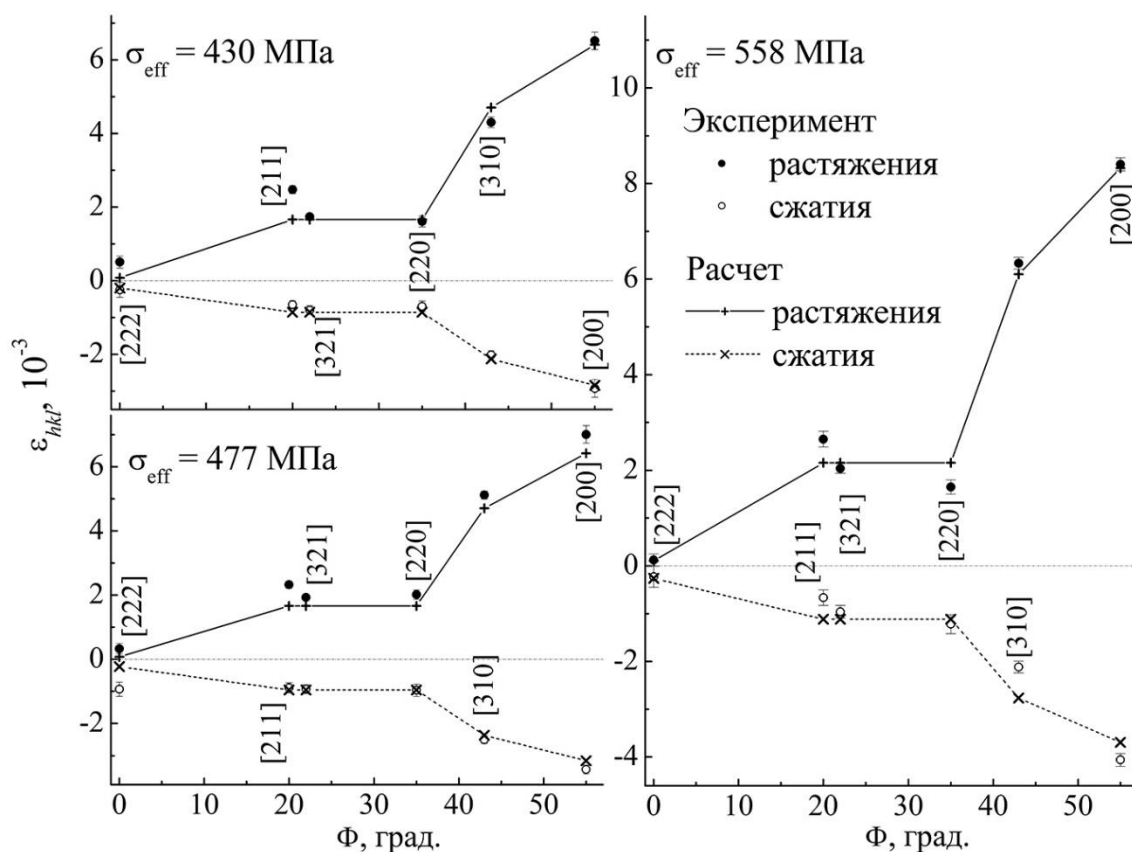 σeff = 430 МПа
6
4
2
0
-2
[211]
[310]
[220]
[222]
[321]
[200]
εhkl, 10-3
σeff = 477 МПа
6
4
2
0
-2
[222]
[321]
[220]
[200]
[211]
[310]
0 10 20 30 40 50
Φ, град.
σeff = 558 МПа
10
8
6
4
2
0
-2
-4
Эксперимент
растяжения
сжатия
Расчет
растяжения
сжатия
[200]
[222]
[211]
[321]
[220]
[310]
0 10 20 30 40 50
Φ, град.